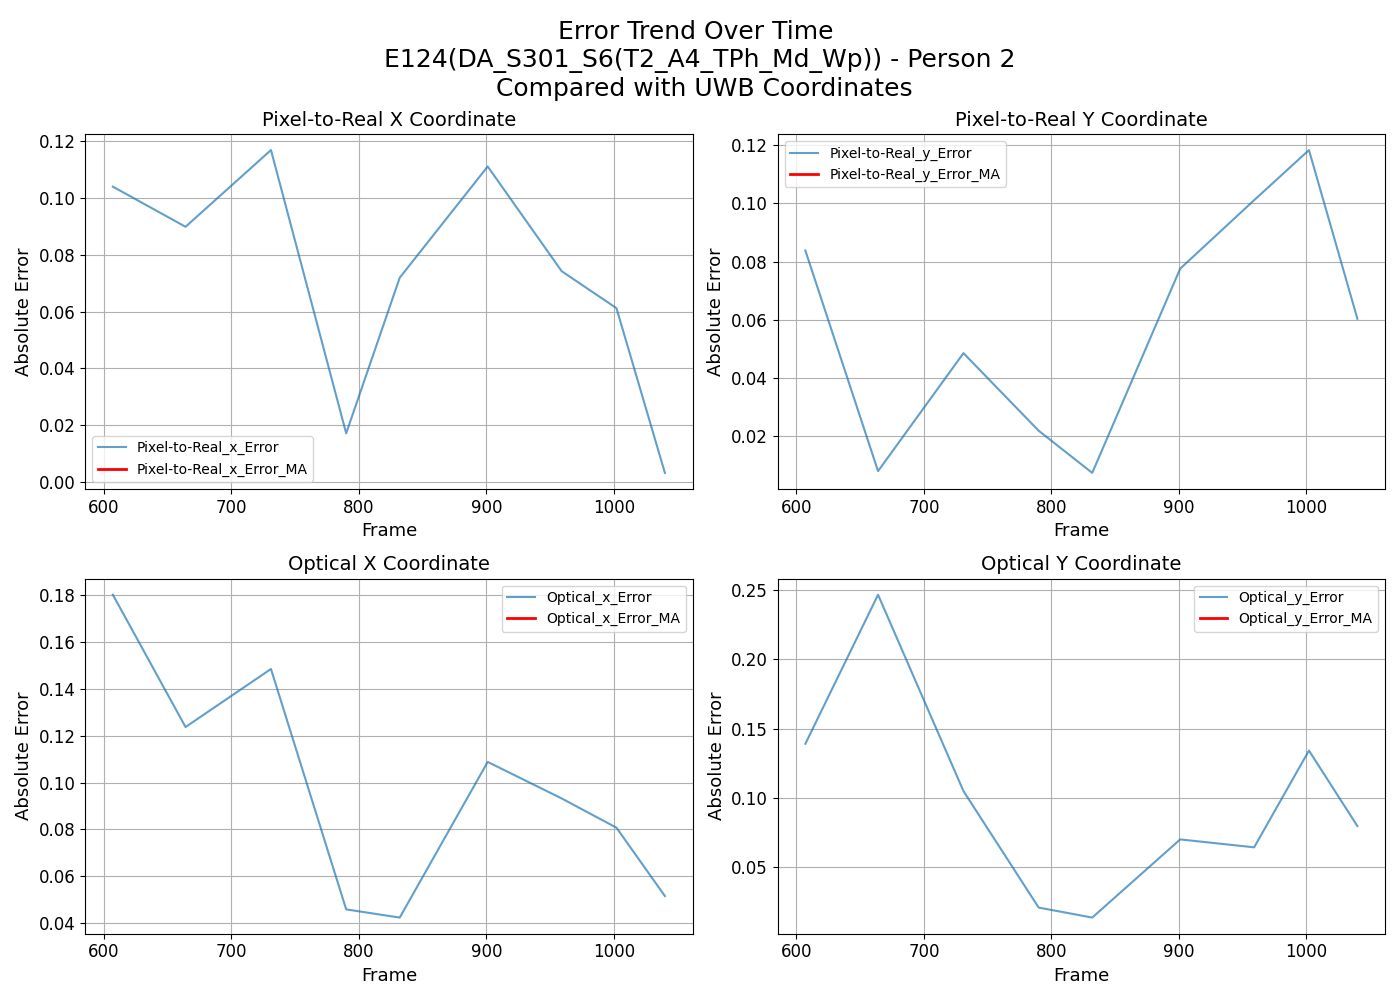 Error Trend Over Time
E124(DA_S301_S6(T2_A4_TPh_Md_Wp)) - Person 2
Compared with UWB Coordinates
Pixel-to-Real X Coordinate
Absolute Error
0.12
0.10
0.08
0.06
0.04
0.02
0.00
Pixel-to-Real_x_Error
Pixel-to-Real_x_Error_MA
600 700 800 900 1000
Frame
Pixel-to-Real Y Coordinate
Absolute Error
0.12
0.10
0.08
0.06
0.04
0.02
Pixel-to-Real_y_Error
Pixel-to-Real_y_Error_MA
600 700 800 900 1000
Frame
Optical X Coordinate
Absolute Error
0.18
0.16
0.14
0.12
0.10
0.08
0.06
0.04
Optical_x_Error
Optical_x_Error_MA
600 700 800 900 1000
Frame
Optical Y Coordinate
Absolute Error
0.25
0.20
0.15
0.10
0.05
Optical_y_Error
Optical_y_Error_MA
600 700 800 900 1000
Frame